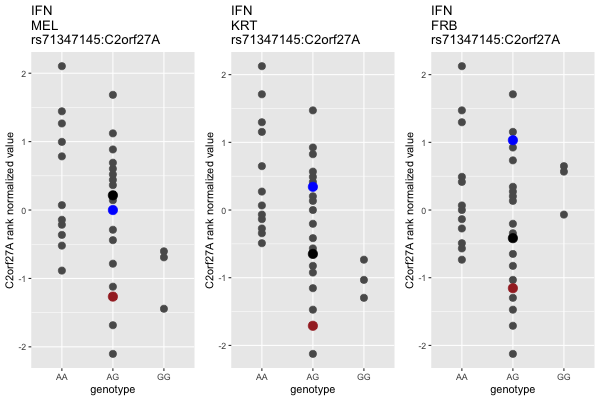 IFN
MEL
rs71347145:C2orf27A
C2orf27A rank normalized value
2
1
0
-1
-2
AA AG GG
genotype
IFN
KRT
rs71347145:C2orf27A
C2orf27A rank normalized value
2
1
0
-1
-2
AA AG GG
genotype
IFN
FRB
rs71347145:C2orf27A
C2orf27A rank normalized value
2
1
0
-1
-2
AA AG GG
genotype